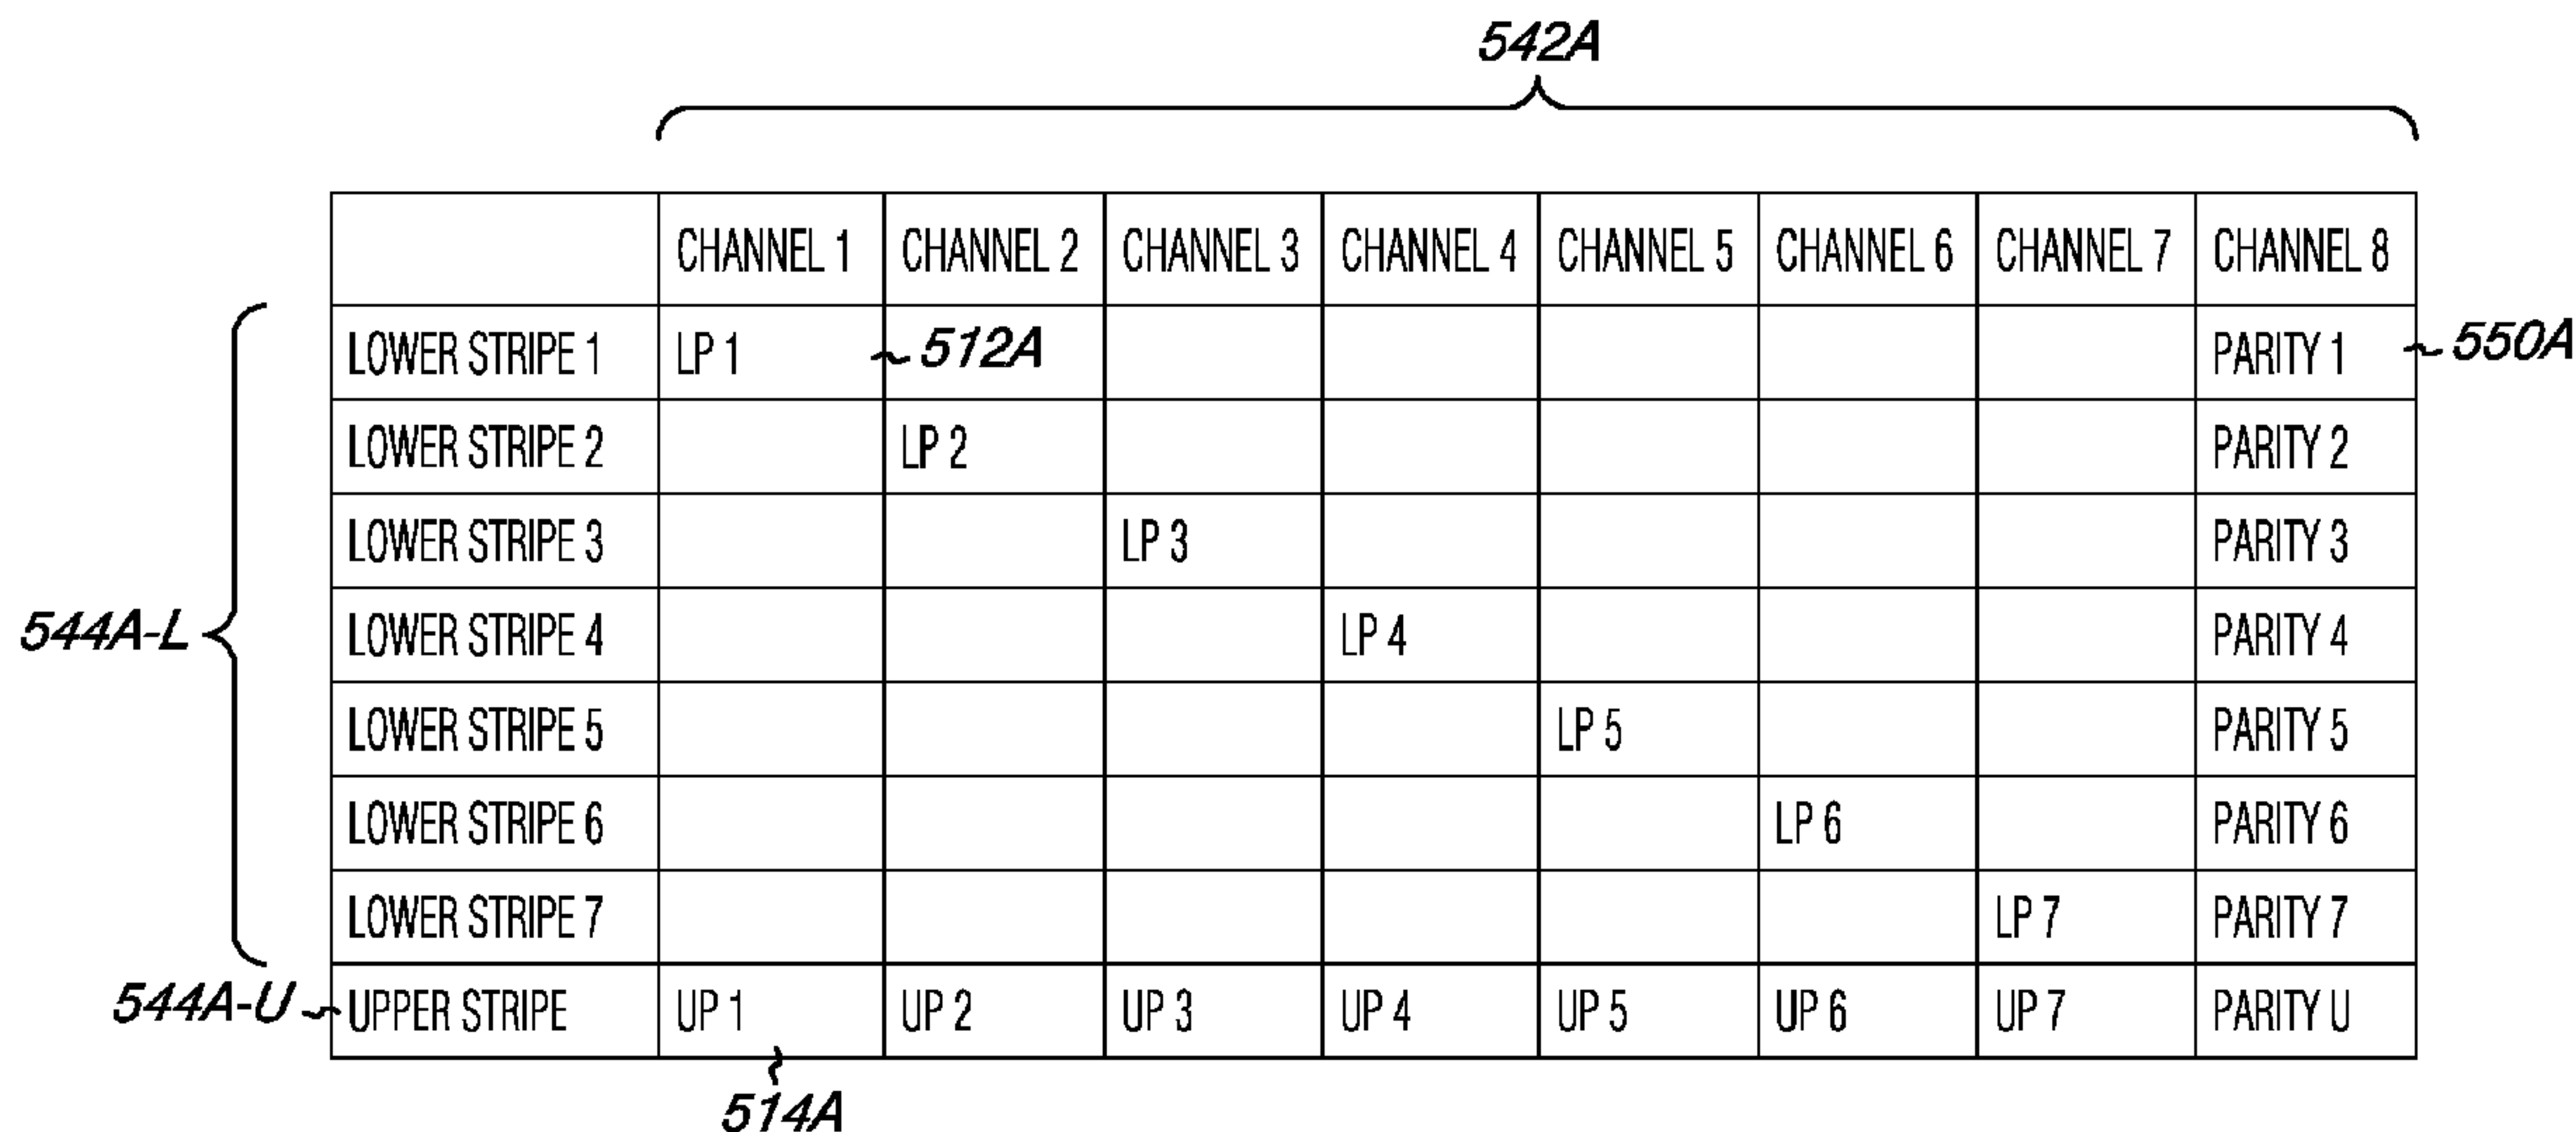 542A
CHANNEL 1 CHANNEL 2 CHANNEL 3 CHANNEL 4 CHANNEL 5 CHANNEL 6 CHANNEL 7 CHANNEL 8
LOWER STRIPE 1 LP 1 512A PARITY 1 550A
LOWER STRIPE 2 LP 2 PARITY 2
LOWER STRIPE 3 LP 3 PARITY 3
544A-L LOWER STRIPE 4 LP 4 PARITY 4
LOWER STRIPE 5 LP 5 PARITY 5
LOWER STRIPE 6 LP 6 PARITY 6
LOWER STRIPE 7 LP 7 PARITY 7
544A-U UPPER STRIPE UP 1 UP 2 UP 3 UP 4 UP 5 UP 6 UP 7 PARITY U
514A